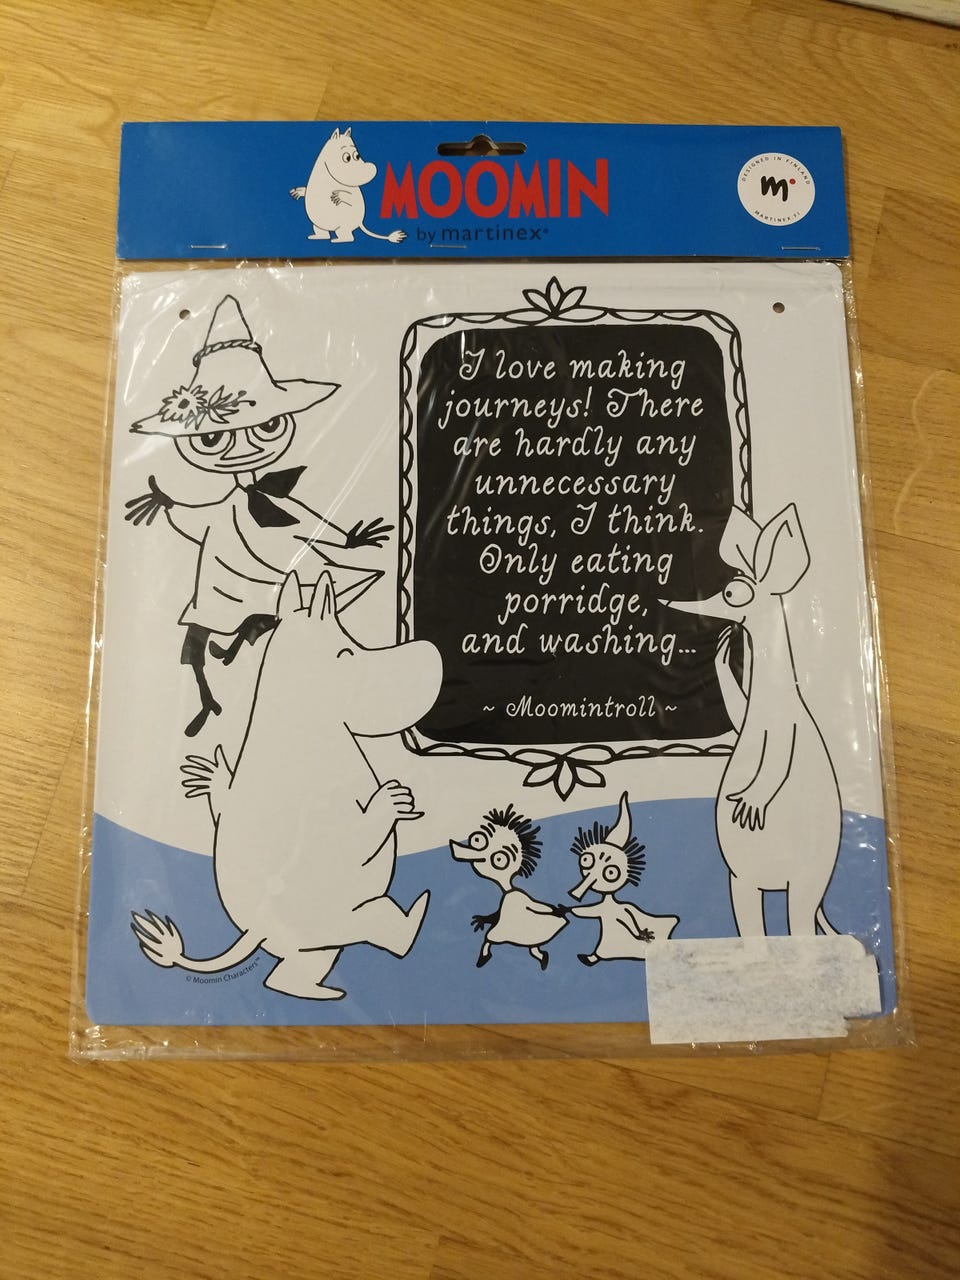 MOOMIN
by martinex®
DESIGNED IN FINLAND
m
MARTINEX.FI
I love making
journeys! There
are hardly any
unnecessary
things, I think.
Only eating
porridge,
and washing...
~ Moomintroll ~
© Moomin Characters™